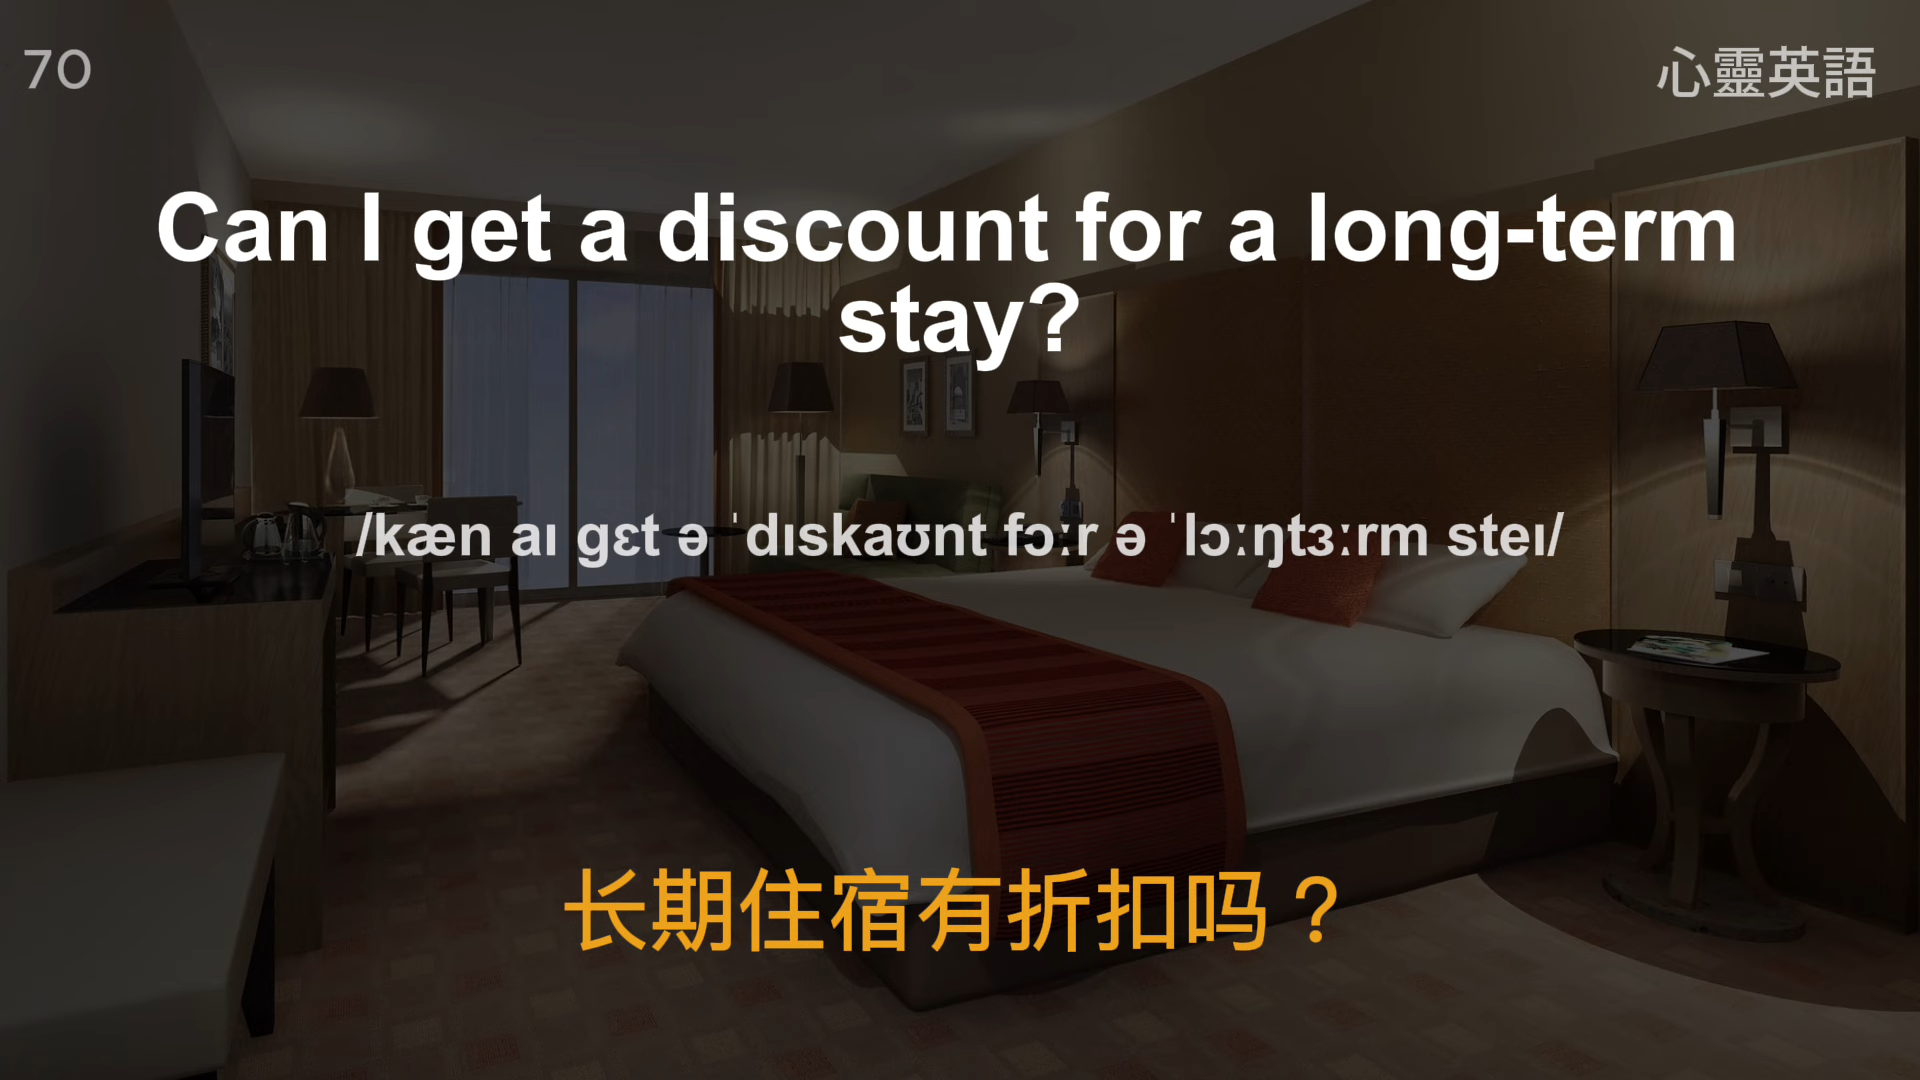 70
心靈英語
Can I get a discount for a long-term
stay?
/kæn aɪ gɛt ə ˈdɪskaʊnt fɔːr ə ˈlɔːŋtɜːrm steɪ/
长期住宿有折扣吗？